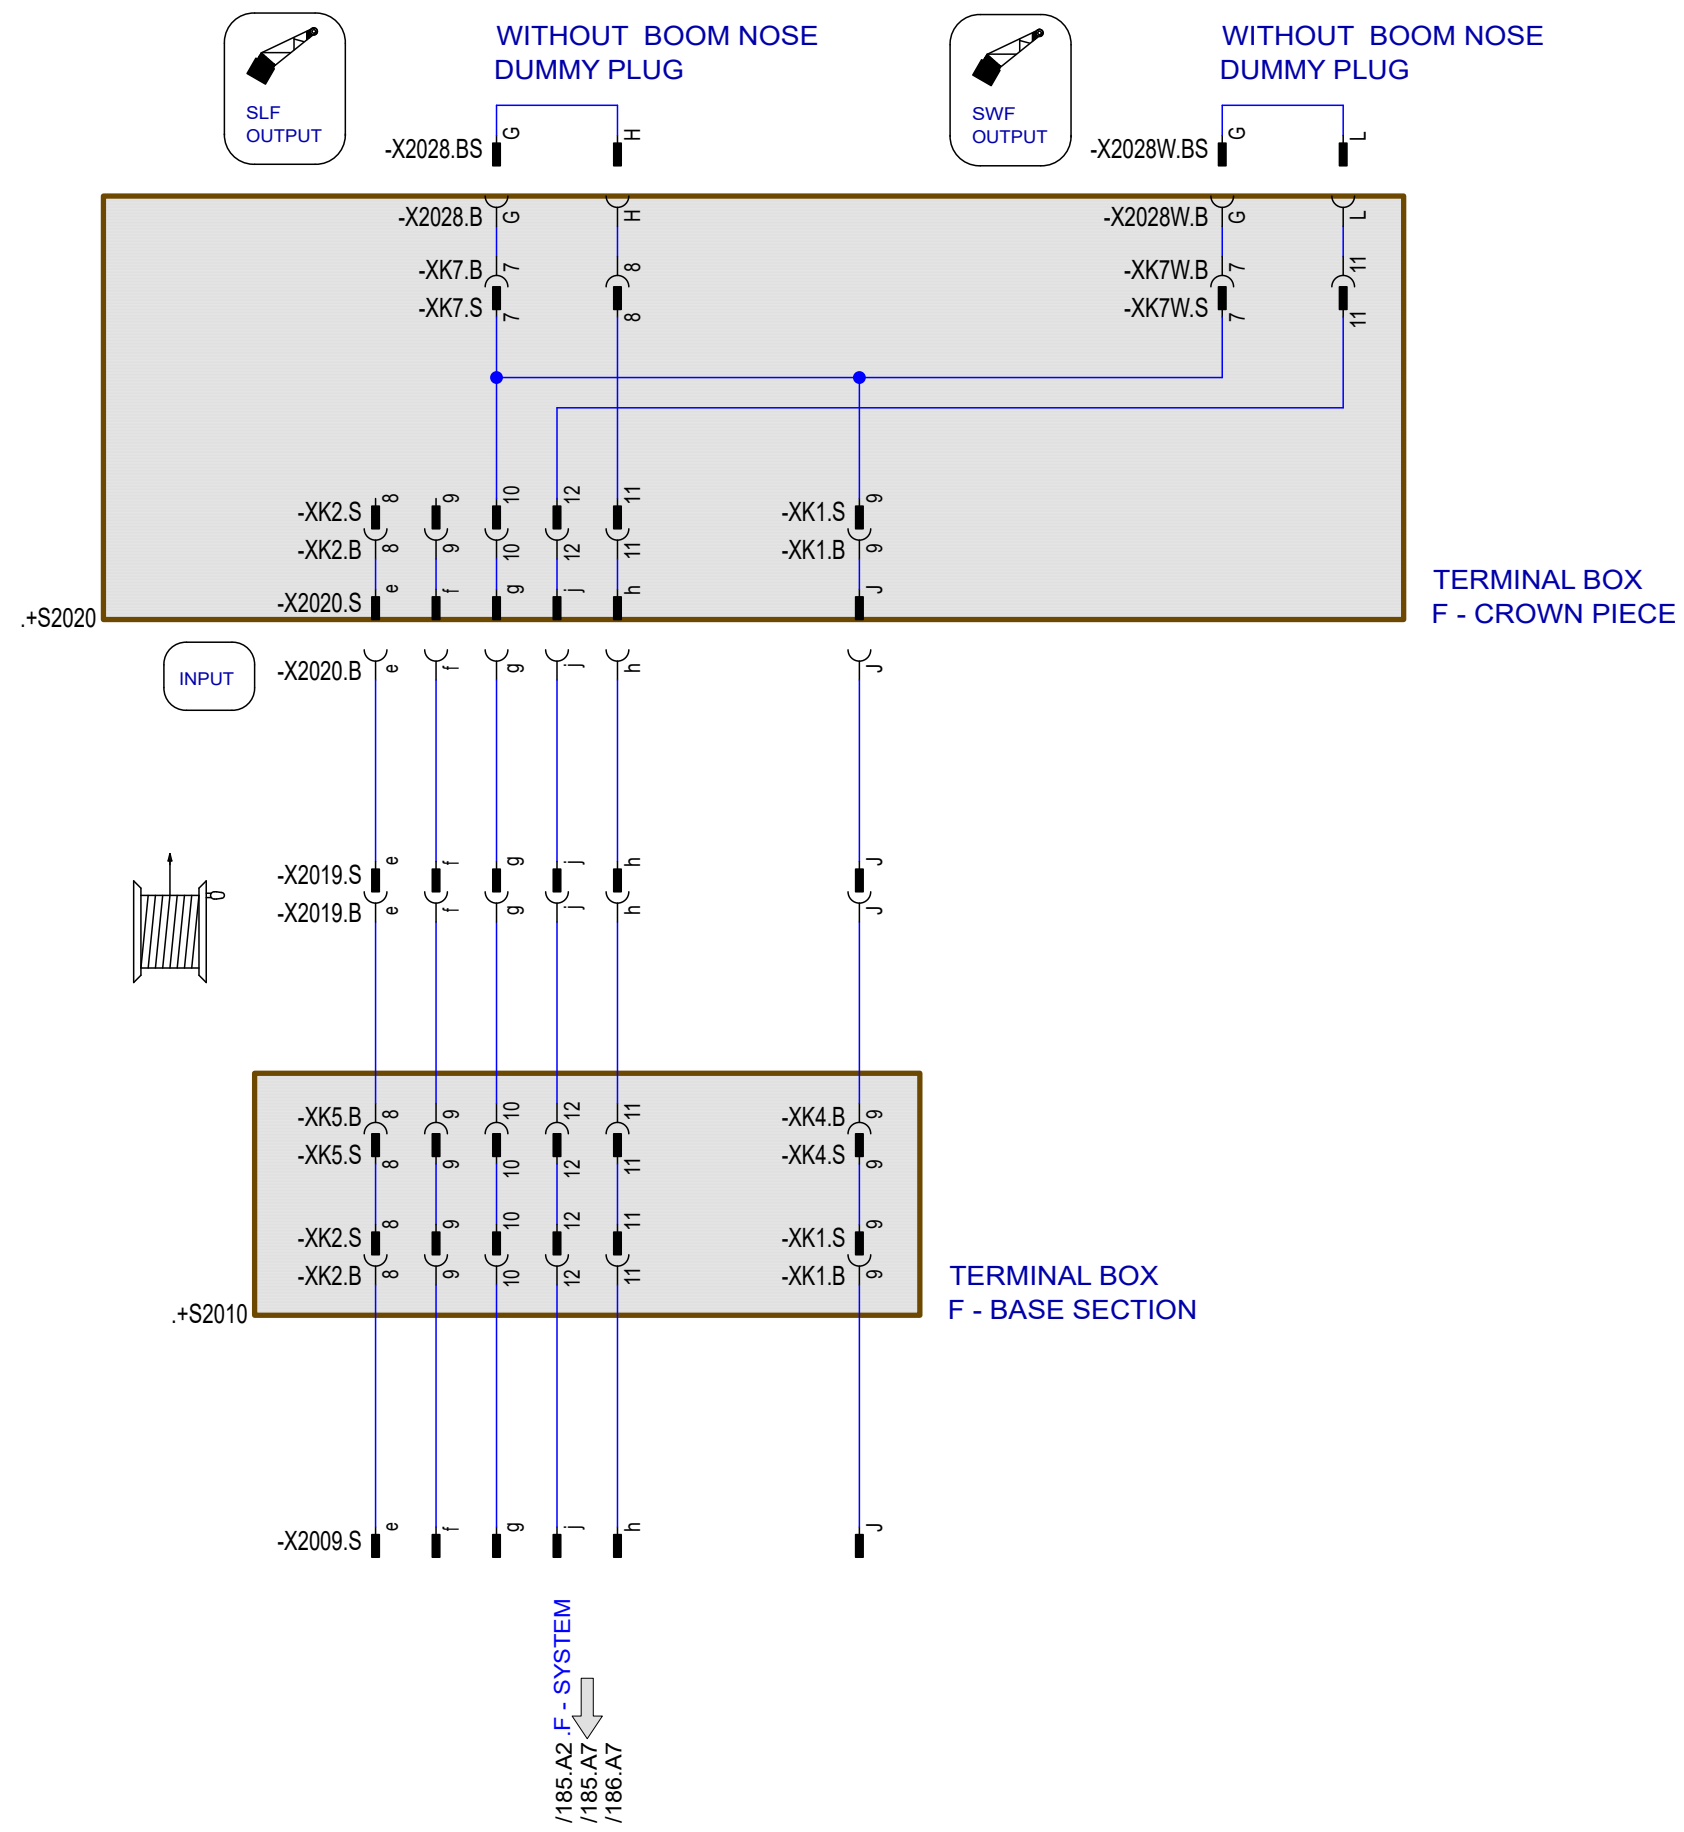 WITHOUT  BOOM NOSE
DUMMY PLUG
WITHOUT  BOOM NOSE
DUMMY PLUG
SLF
OUTPUT
SWF
OUTPUT
-X2028.BS G H
-X2028W.BS G L
-X2028.B G H
-X2028W.B G L
-XK7.B 7 8
-XK7W.B 7 11
-XK7.S 7 8
-XK7W.S 7 11
-XK2.S 8 9 10 12 11
-XK1.S 9
-XK2.B 8 9 10 12 11
-XK1.B 9
-X2020.S e f g j h J
.+S2020
TERMINAL BOX
F - CROWN PIECE
INPUT
-X2020.B e f g j h J
-X2019.S e f g j h J
-X2019.B e f g j h J
-XK5.B 8 9 10 12 11
-XK4.B 9
-XK5.S 8 9 10 12 11
-XK4.S 9
-XK2.S 8 9 10 12 11
-XK1.S 9
-XK2.B 8 9 10 12 11
-XK1.B 9
.+S2010
TERMINAL BOX
F - BASE SECTION
-X2009.S e f g j h J
/185.A2 .F - SYSTEM
/185.A7
/186.A7